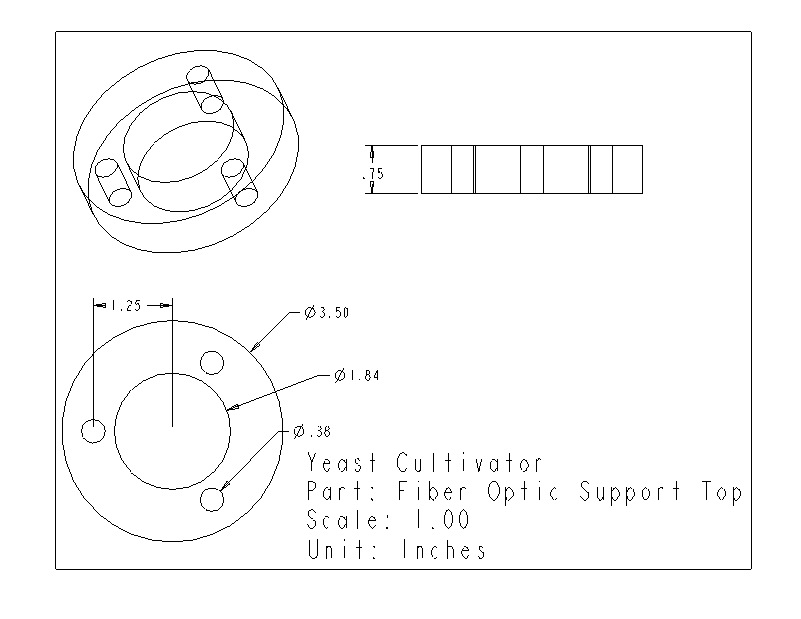 .75
1.25
Ø3.50
Ø1.84
Ø.38
Yeast Cultivator
Part: Fiber Optic Support Top
Scale: 1.00
Unit: Inches